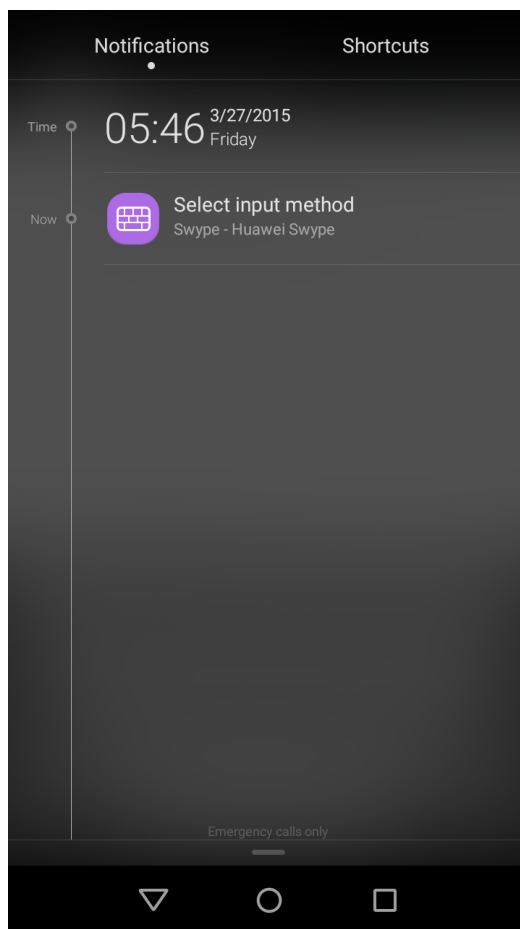 Notifications
Shortcuts
Time
05:46
3/27/2015
Friday
Now
Select input method
Swype - Huawei Swype
Emergency calls only